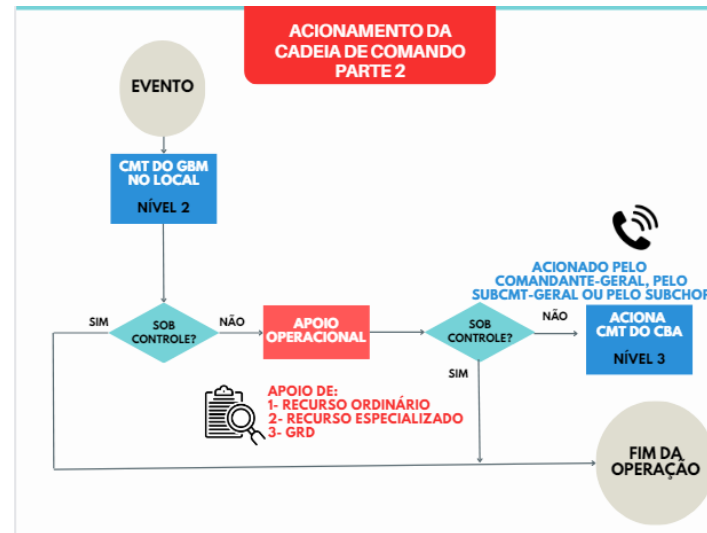 ACIONAMENTO DA
CADEIA DE COMANDO
PARTE 2
EVENTO
CMT DO GBM
NO LOCAL
NÍVEL 2
ACIONADO PELO
COMANDANTE-GERAL, PELO
SUBCMT-GERAL OU PELO SUBCHOP
SIM
SOB
CONTROLE?
NÃO
APOIO
OPERACIONAL
SOB
CONTROLE?
NÃO
ACIONA
CMT DO CBA
NÍVEL 3
SIM
APOIO DE:
1- RECURSO ORDINÁRIO
2- RECURSO ESPECIALIZADO
3- GRD
FIM DA
OPERAÇÃO